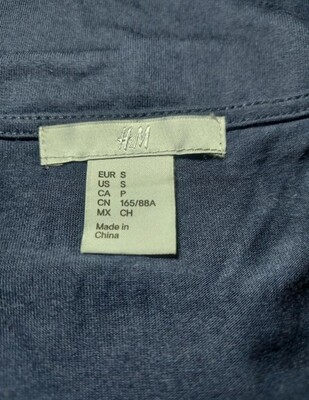 H&M
EUR S
US S
CA P
CN 165/88A
MX CH
Made in
China